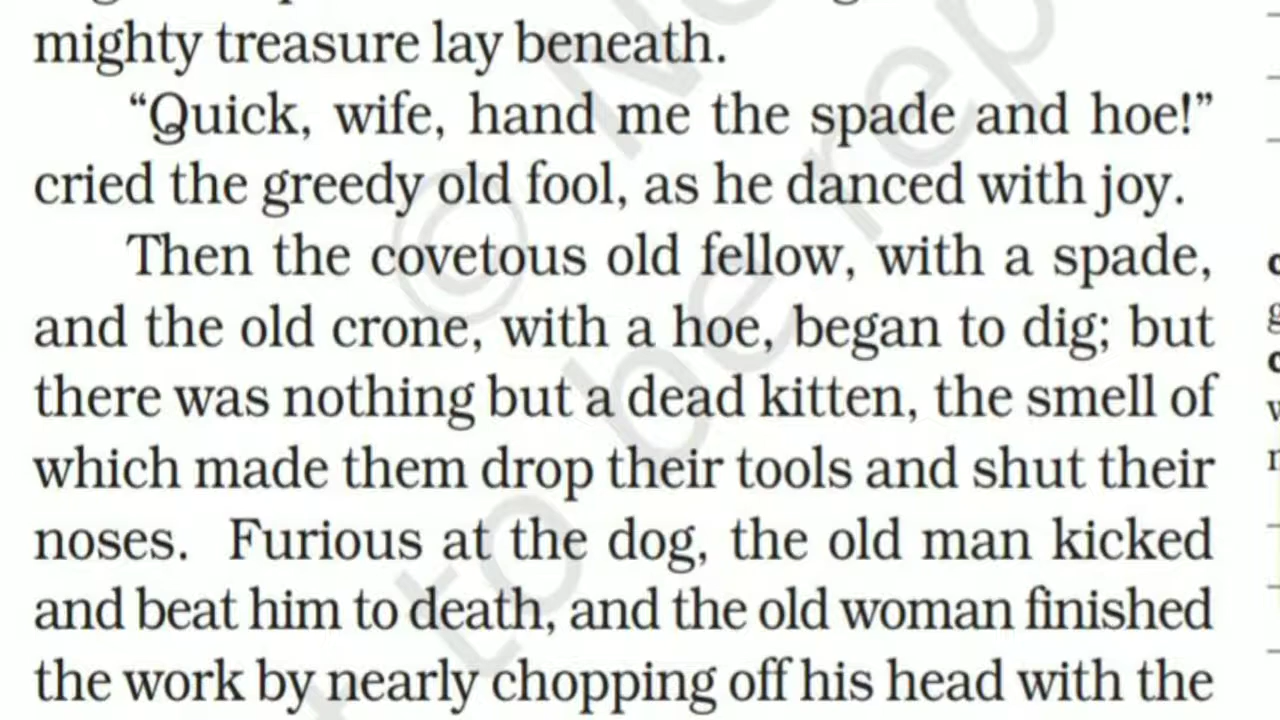 mighty treasure lay beneath.
“Quick, wife, hand me the spade and hoe!”
cried the greedy old fool, as he danced with joy.
Then the covetous old fellow, with a spade,
and the old crone, with a hoe, began to dig; but
there was nothing but a dead kitten, the smell of
which made them drop their tools and shut their
noses. Furious at the dog, the old man kicked
and beat him to death, and the old woman finished
the work by nearly chopping off his head with the
© No
to be rep